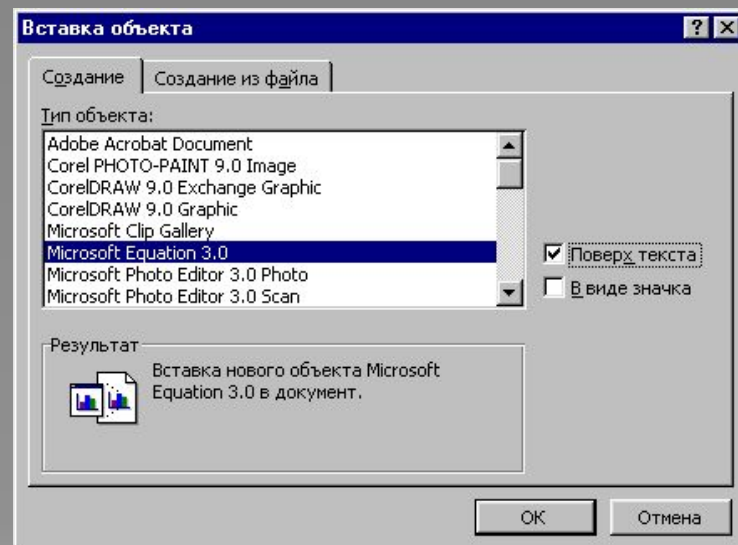 Вставка объекта
Создание
Создание из файла
Тип объекта:
Adobe Acrobat Document
Corel PHOTO-PAINT 9.0 Image
CorelDRAW 9.0 Exchange Graphic
CorelDRAW 9.0 Graphic
Microsoft Clip Gallery
Microsoft Equation 3.0
Microsoft Photo Editor 3.0 Photo
Microsoft Photo Editor 3.0 Scan
Поверх текста
В виде значка
Результат
Вставка нового объекта Microsoft
Equation 3.0 в документ.
OK
Отмена